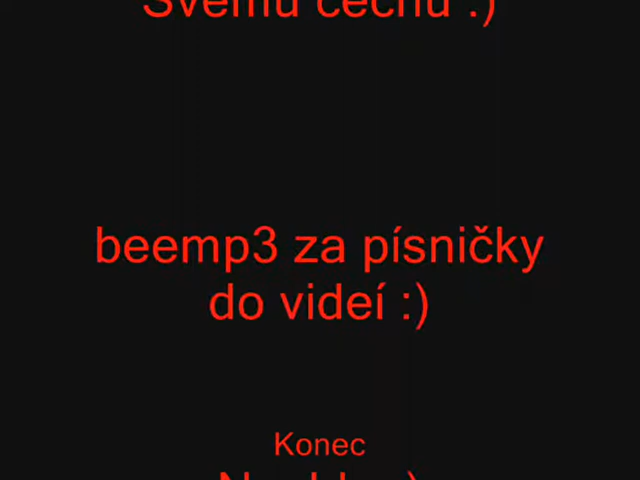 Svému cechu :)
beemp3 za písničky
do videí :)
Konec